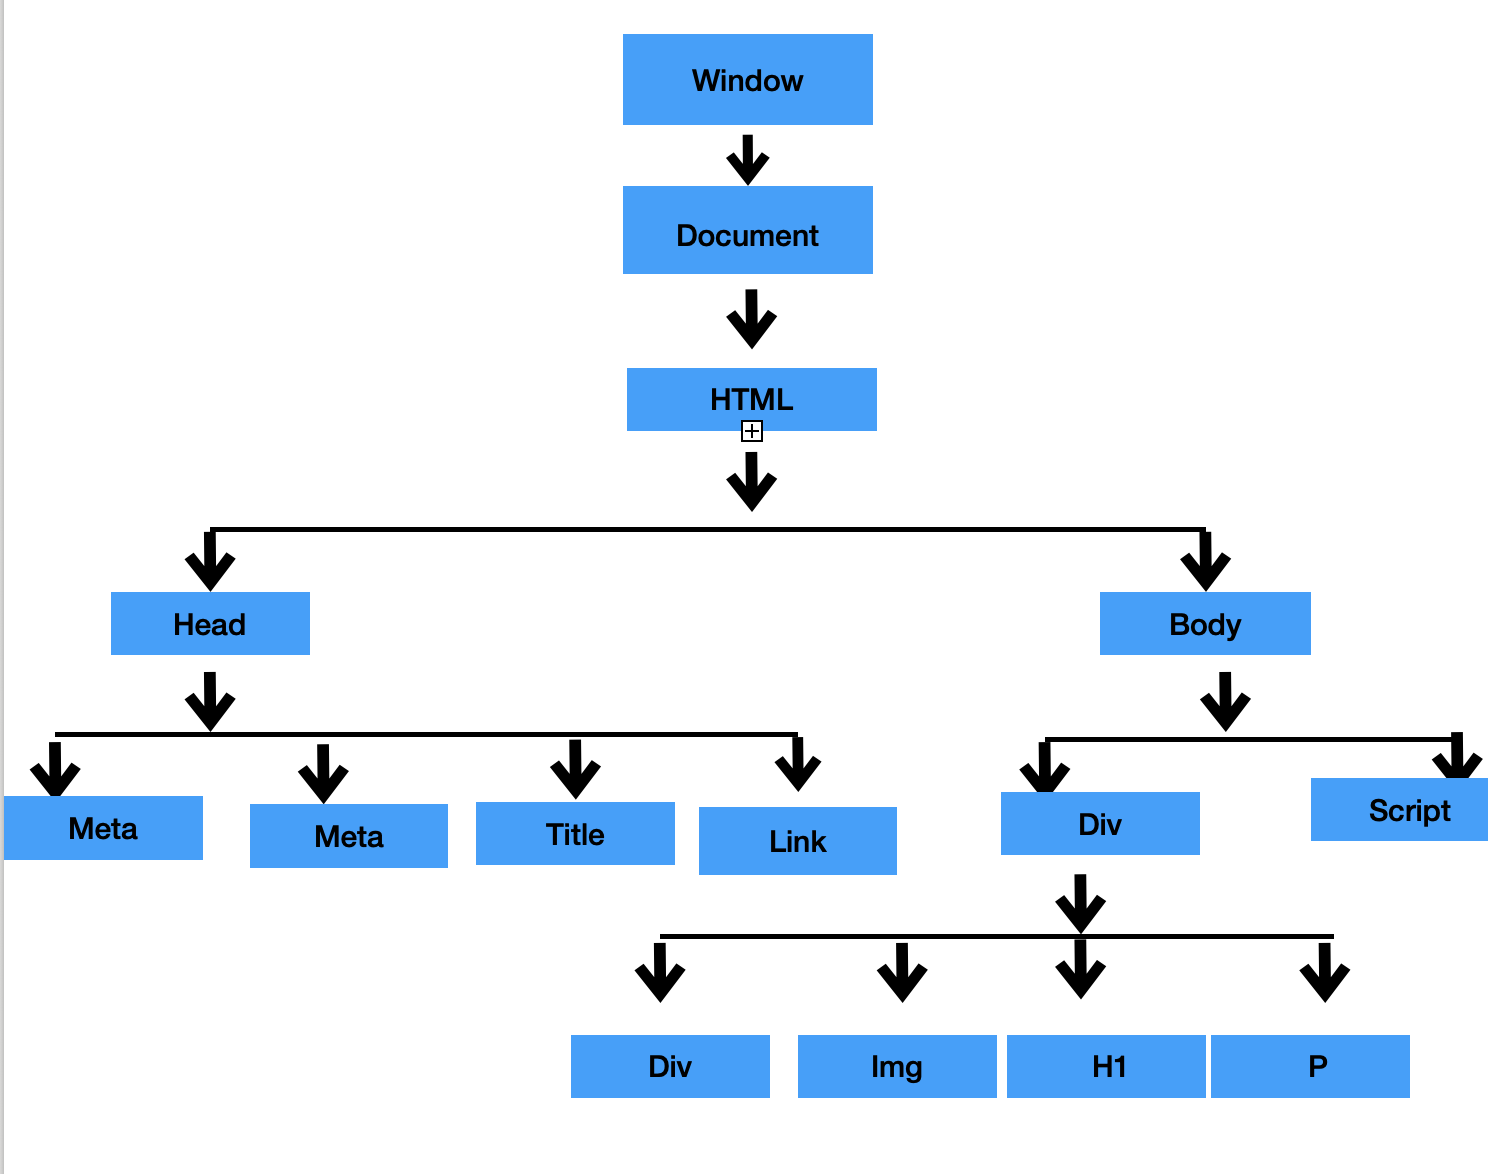 Window
Document
HTML
Head
Body
Meta
Meta
Title
Link
Div
Script
Div
Img
H1
P